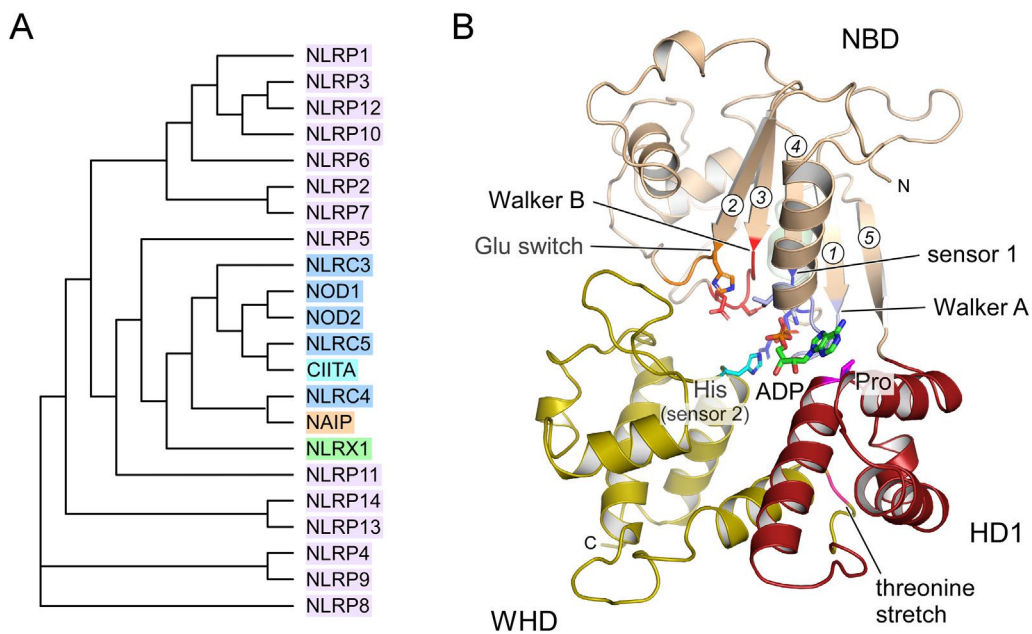 A
NLRP1
NLRP3
NLRP12
NLRP10
NLRP6
NLRP2
NLRP7
NLRP5
NLRC3
NOD1
NOD2
NLRC5
CIITA
NLRC4
NAIP
NLRX1
NLRP11
NLRP14
NLRP13
NLRP4
NLRP9
NLRP8
B
NBD
4
N
Walker B
2
3
Glu switch
1
5
sensor 1
Walker A
His
(sensor 2)
ADP
Pro
C
HD1
threonine
stretch
WHD